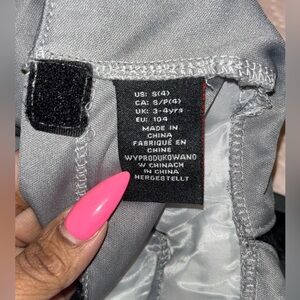 US: S(4)
CA: S/P(4)
UK: 3-4yrs
EU: 104
MADE IN
CHINA
FABRIQUÉ EN
CHINE
WYPRODUKOWANO
W CHINACH
IN CHINA
HERGESTELLT